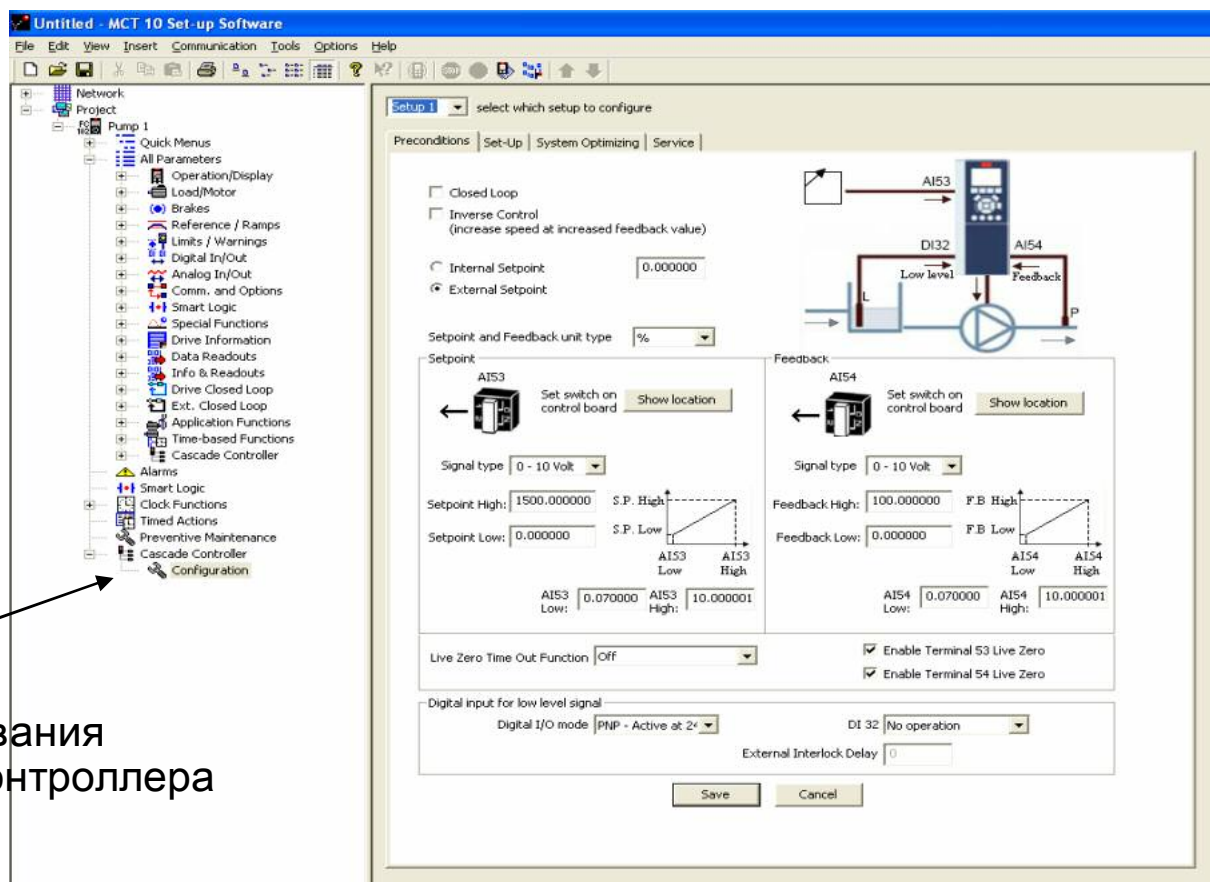 Untitled - MCT 10 Set-up Software
File Edit View Insert Communication Tools Options Help
Network
Project
FC 102 Pump 1
Quick Menus
All Parameters
Operation/Display
Load/Motor
Brakes
Reference / Ramps
Limits / Warnings
Digital In/Out
Analog In/Out
Comm. and Options
Smart Logic
Special Functions
Drive Information
Data Readouts
Info & Readouts
Drive Closed Loop
Ext. Closed Loop
Application Functions
Time-based Functions
Cascade Controller
Alarms
Smart Logic
Clock Functions
Timed Actions
Preventive Maintenance
Cascade Controller
Configuration
вания
онтроллера
Setup 1 select which setup to configure
Preconditions Set-Up System Optimizing Service
Closed Loop
Inverse Control
(increase speed at increased feedback value)
Internal Setpoint 0.000000
External Setpoint
Setpoint and Feedback unit type %
AI53
DI32 AI54
Low level Feedback
L
P
Setpoint
AI53
Set switch on
control board
Show location
Signal type 0 - 10 Volt
Setpoint High: 1500.000000 S.P. High
Setpoint Low: 0.000000 S.P. Low
AI53 AI53
Low High
AI53 Low: 0.070000 AI53 High: 10.000001
Feedback
AI54
Set switch on
control board
Show location
Signal type 0 - 10 Volt
Feedback High: 100.000000 F.B High
Feedback Low: 0.000000 F.B Low
AI54 AI54
Low High
AI54 Low: 0.070000 AI54 High: 10.000001
Live Zero Time Out Function Off
Enable Terminal 53 Live Zero
Enable Terminal 54 Live Zero
Digital input for low level signal
Digital I/O mode PNP - Active at 24 DI 32 No operation
External Interlock Delay 0
Save Cancel